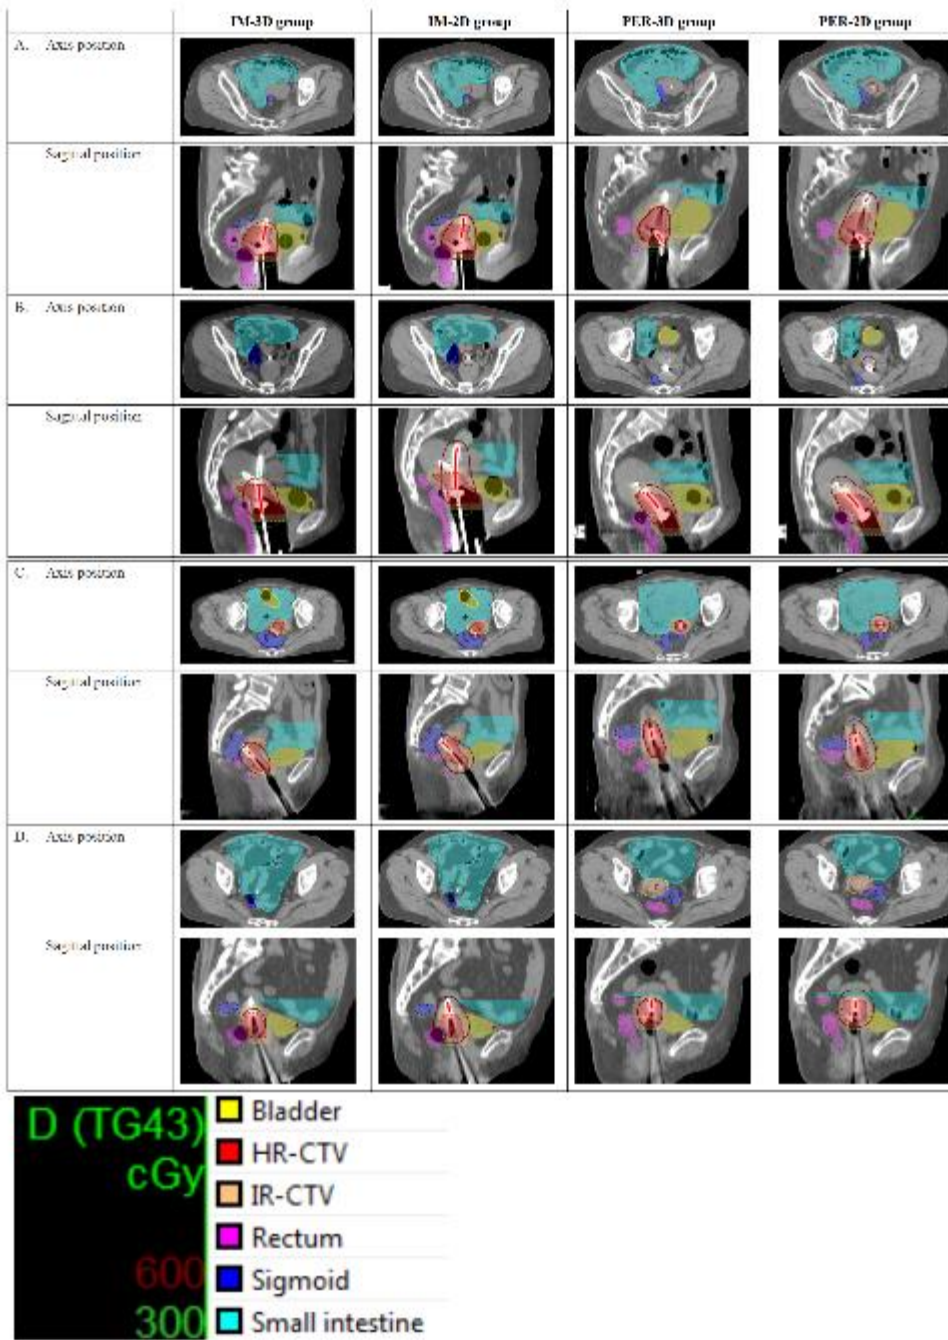 IM-3D group IM-2D group PER-3D group PER-2D group
A. Axis position
Sagittal position
B. Axis position
Sagittal position
C. Axis position
Sagittal position
D. Axis position
Sagittal position
D (TG43)
cGy
600
300
Bladder
HR-CTV
IR-CTV
Rectum
Sigmoid
Small intestine